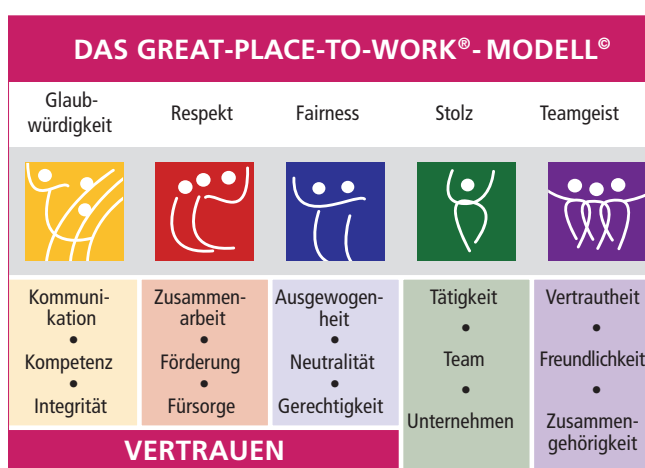 DAS GREAT-PLACE-TO-WORK®-MODELL©
Glaub-
würdigkeit
Respekt
Fairness
Stolz
Teamgeist
Kommuni-
kation
•
Kompetenz
•
Integrität
Zusammen-
arbeit
•
Förderung
•
Fürsorge
Ausgewogen-
heit
•
Neutralität
•
Gerechtigkeit
Tätigkeit
•
Team
•
Unternehmen
Vertrautheit
•
Freundlichkeit
•
Zusammen-
gehörigkeit
VERTRAUEN